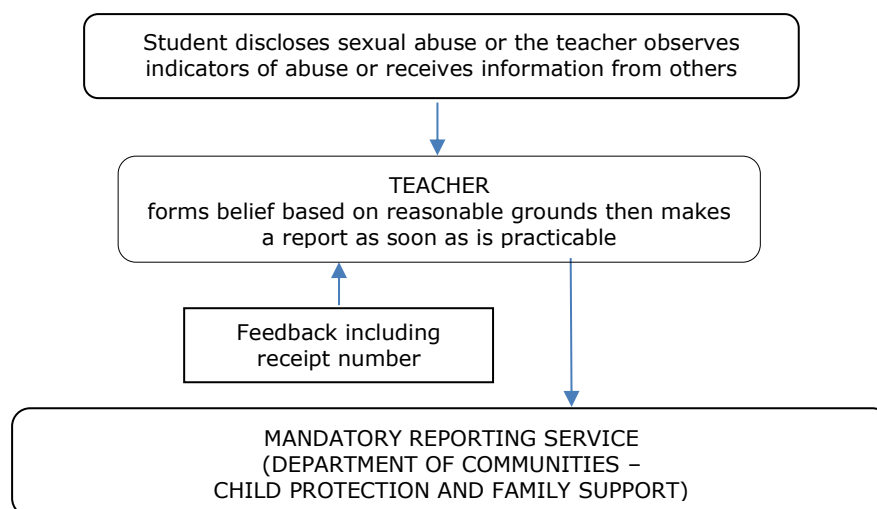 Student discloses sexual abuse or the teacher observes
indicators of abuse or receives information from others
TEACHER
forms belief based on reasonable grounds then makes
a report as soon as is practicable
Feedback including
receipt number
MANDATORY REPORTING SERVICE
(DEPARTMENT OF COMMUNITIES –
CHILD PROTECTION AND FAMILY SUPPORT)